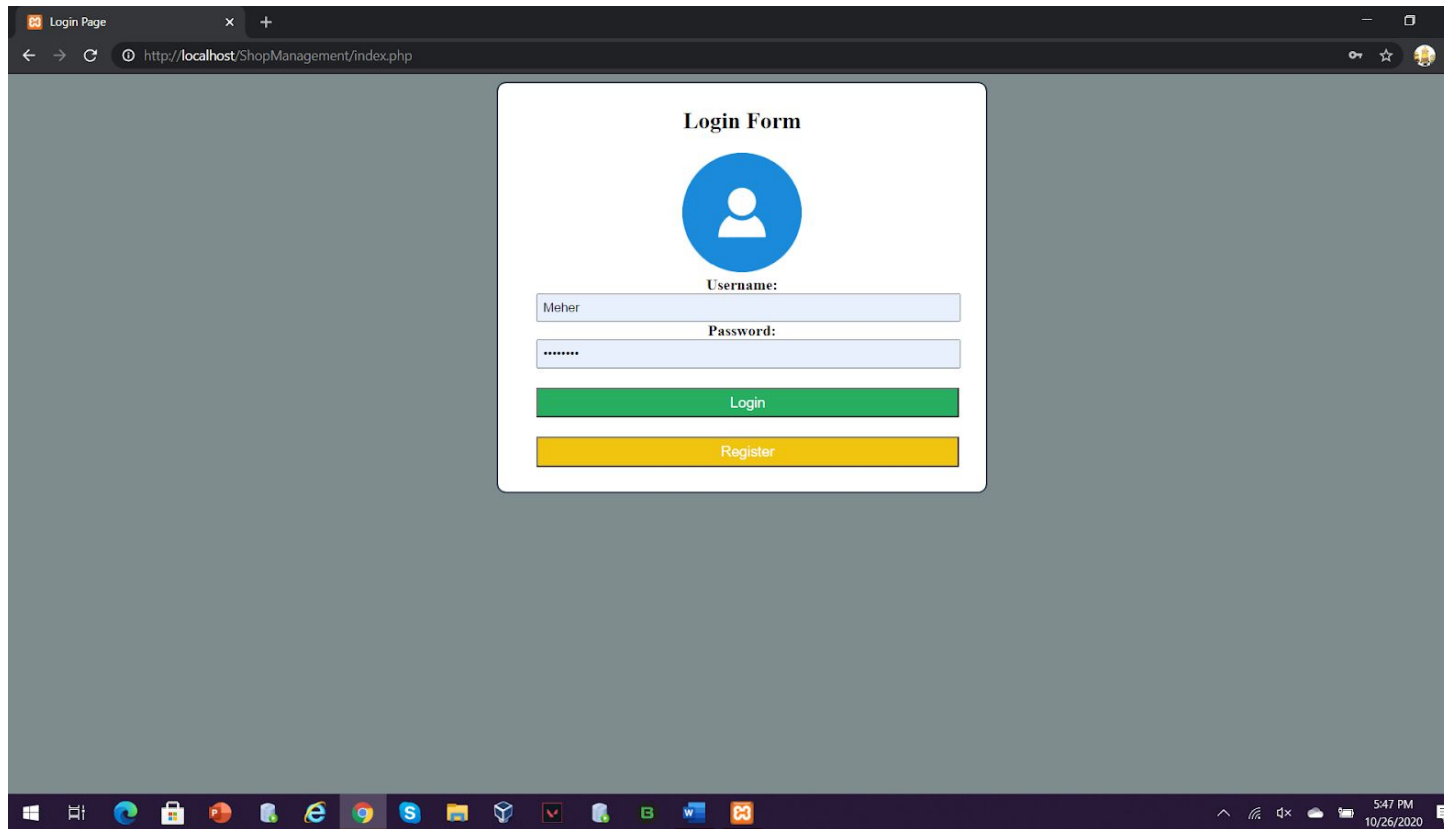 Login Page
http://localhost/ShopManagement/index.php
Login Form
Username:
Meher
Password:
••••••••
Login
Register
5:47 PM
10/26/2020